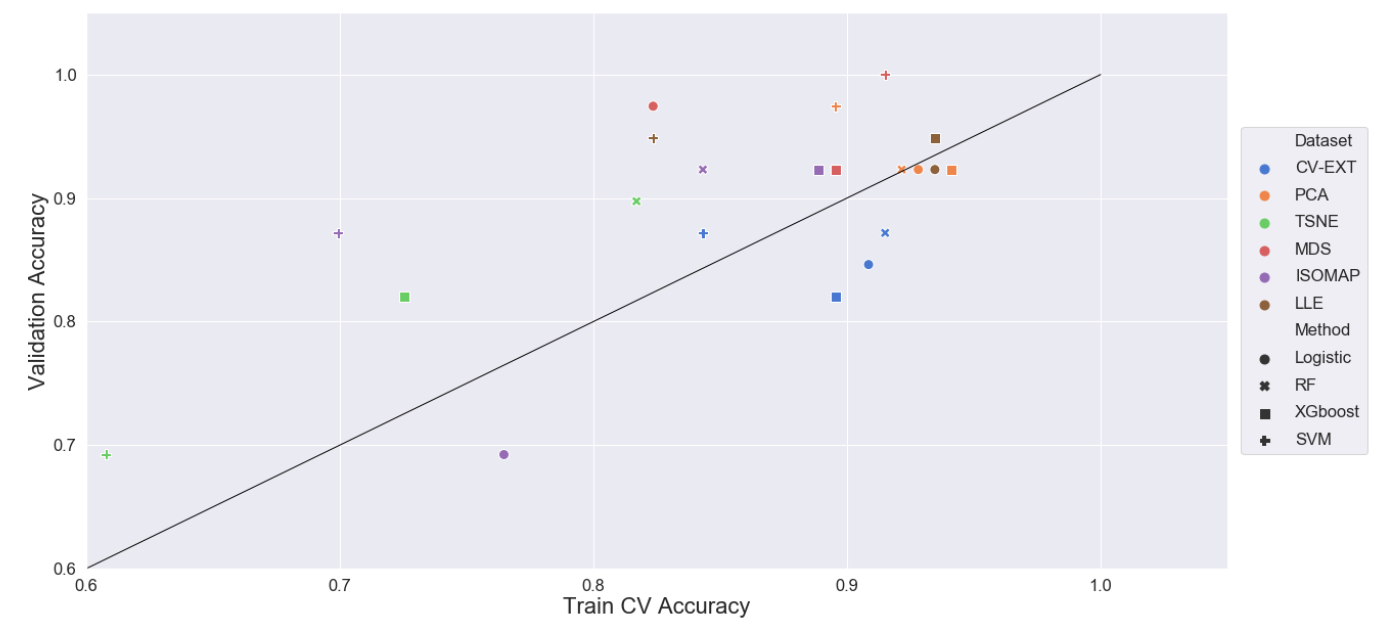 Validation Accuracy
1.0
0.9
0.8
0.7
0.6
0.6 0.7 0.8 0.9 1.0
Train CV Accuracy
Dataset
CV-EXT
PCA
TSNE
MDS
ISOMAP
LLE
Method
Logistic
RF
XGboost
SVM